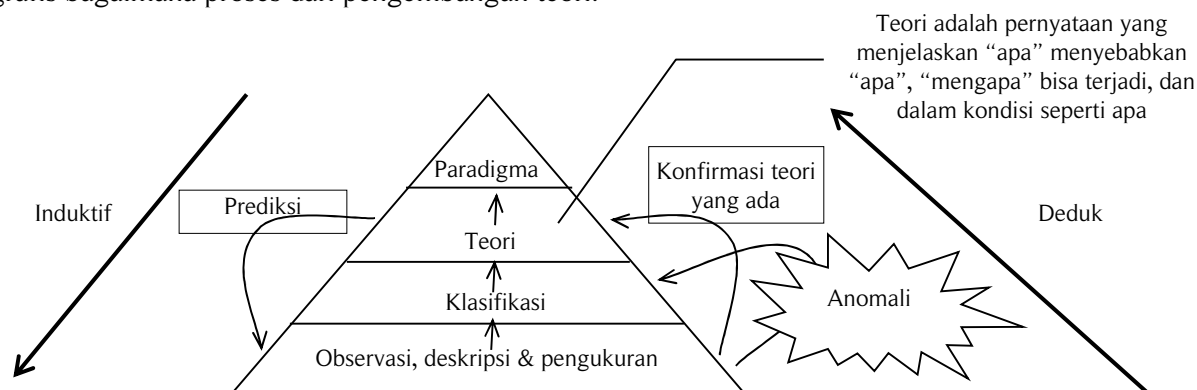 bagaimana proses dari pengembangan teori
Teori adalah pernyataan yang
menjelaskan “apa” menyebabkan
“apa”, “mengapa” bisa terjadi, dan
dalam kondisi seperti apa
Paradigma
Konfirmasi teori
yang ada
Induktif
Prediksi
Deduk
Teori
Klasifikasi
Anomali
Observasi, deskripsi & pengukuran